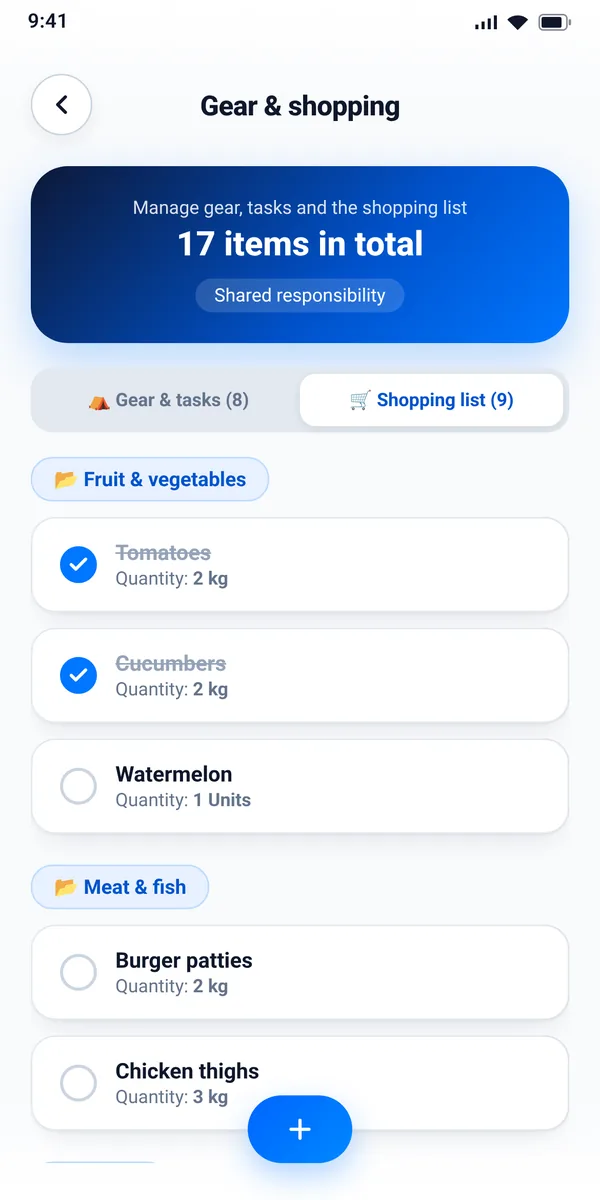 9:41
Gear & shopping
Manage gear, tasks and the shopping list
17 items in total
Shared responsibility
Gear & tasks (8)
Shopping list (9)
Fruit & vegetables
Tomatoes
Quantity: 2 kg
Cucumbers
Quantity: 2 kg
Watermelon
Quantity: 1 Units
Meat & fish
Burger patties
Quantity: 2 kg
Chicken thighs
Quantity: 3 kg
+